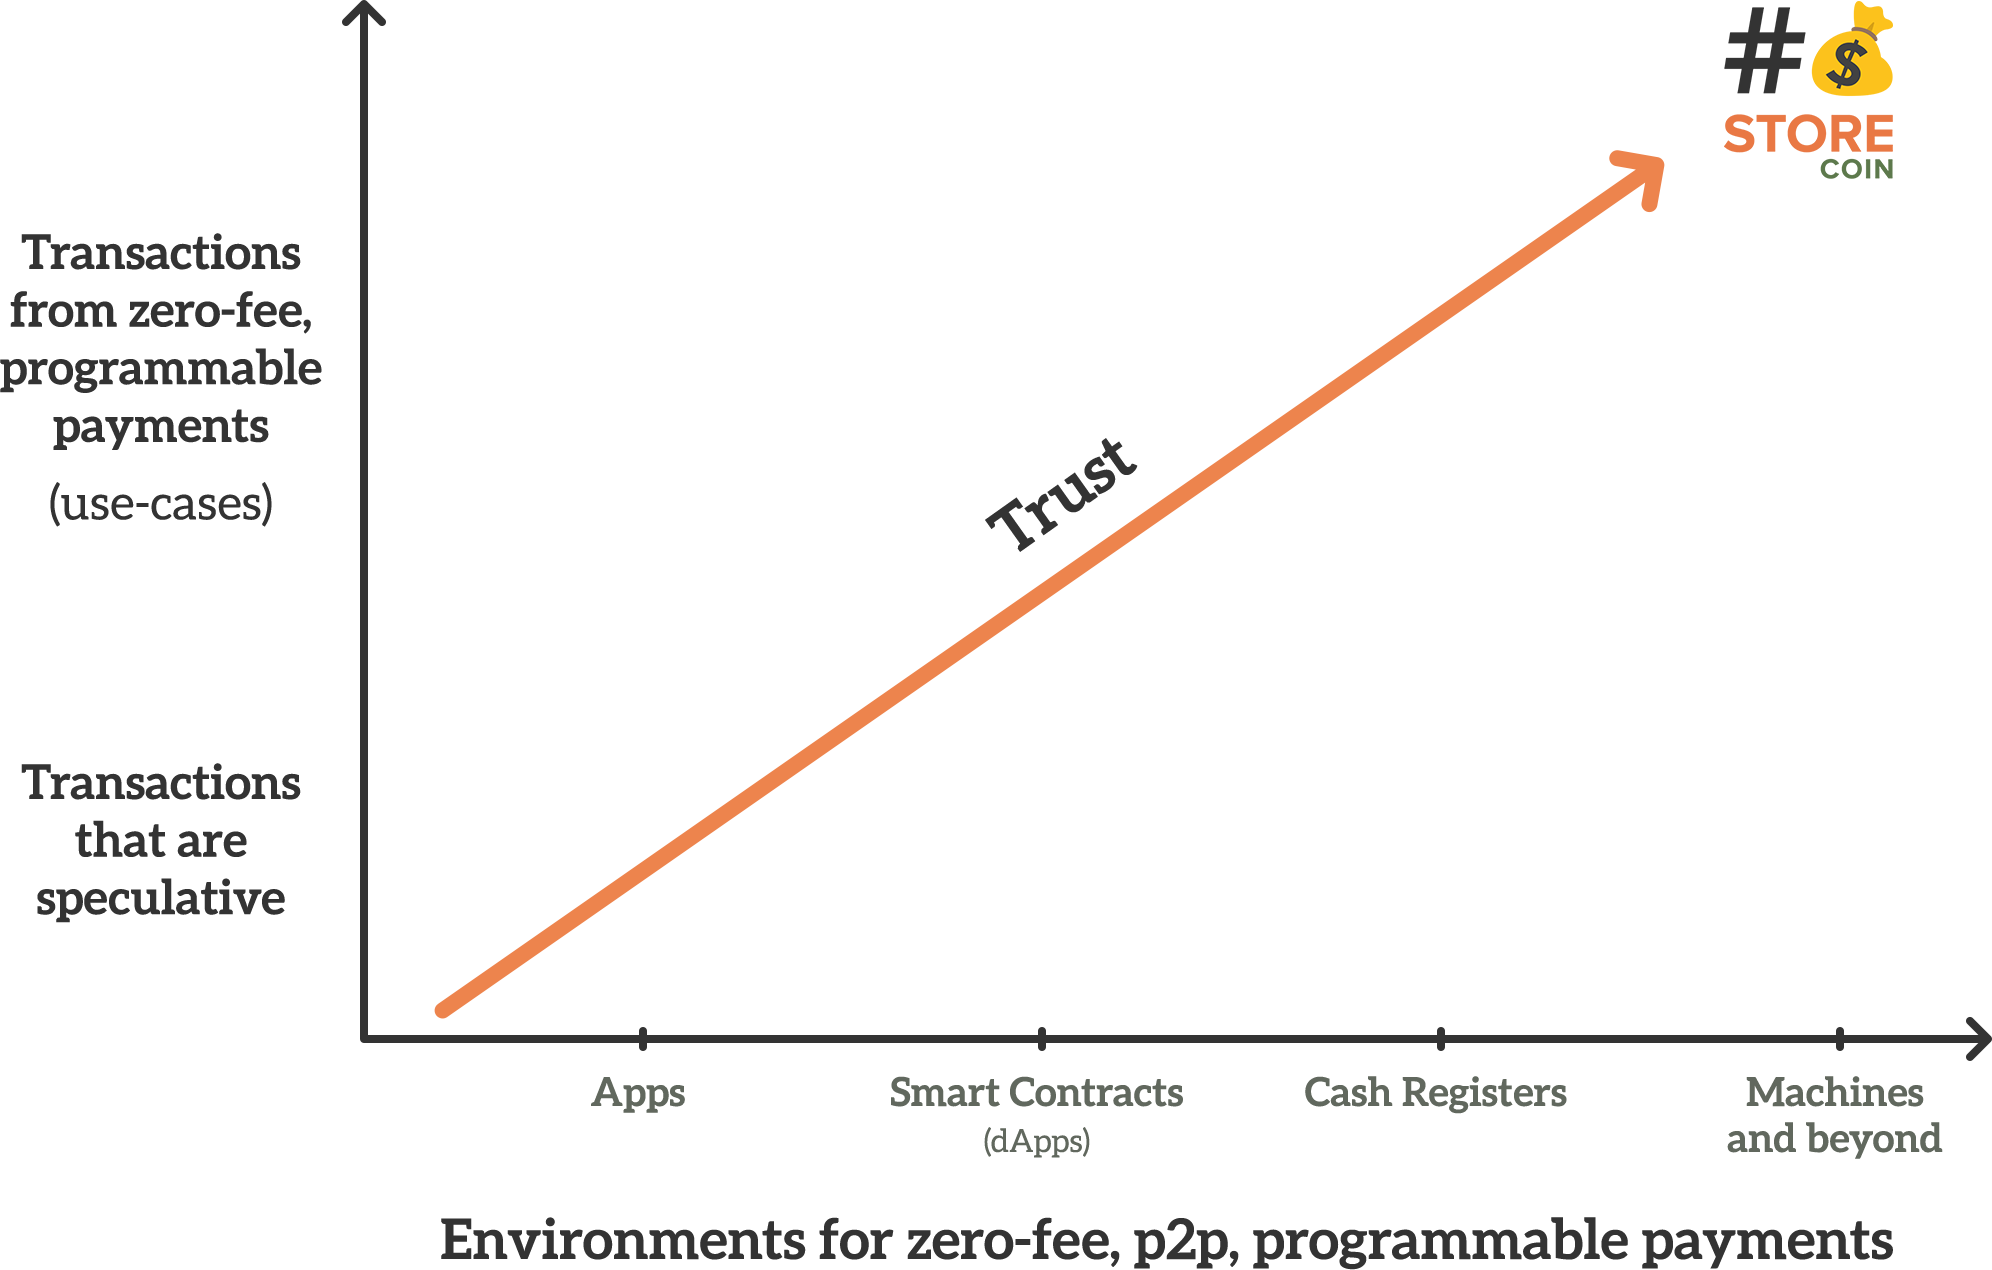 #
STORE
COIN
Transactions
from zero-fee,
programmable
payments
(use-cases)
Trust
Transactions
that are
speculative
Apps
Smart Contracts
(dApps)
Cash Registers
Machines
and beyond
Environments for zero-fee, p2p, programmable payments